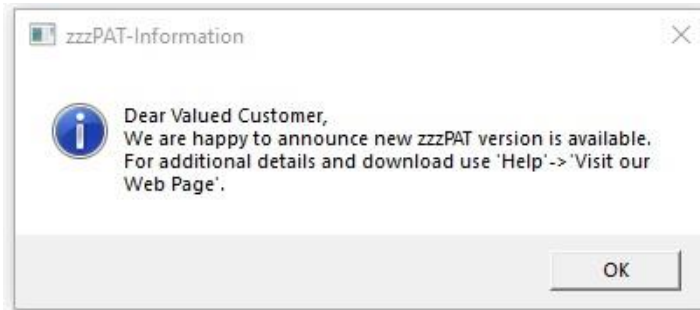 zzzPAT-Information
Dear Valued Customer,
We are happy to announce new zzzPAT version is available.
For additional details and download use 'Help'->'Visit our
Web Page'.
OK